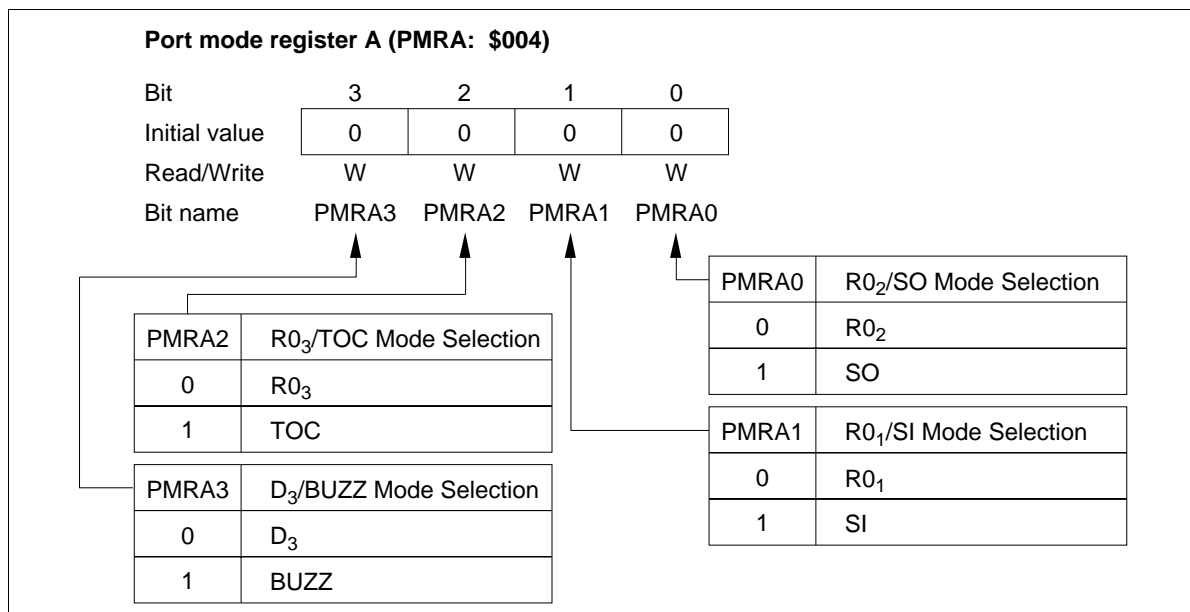 Port mode register A (PMRA: $004)
Bit 3 2 1 0
Initial value 0 0 0 0
Read/Write W W W W
Bit name PMRA3 PMRA2 PMRA1 PMRA0
PMRA2 R0₃/TOC Mode Selection
0 R0₃
1 TOC
PMRA3 D₃/BUZZ Mode Selection
0 D₃
1 BUZZ
PMRA0 R0₂/SO Mode Selection
0 R0₂
1 SO
PMRA1 R0₁/SI Mode Selection
0 R0₁
1 SI